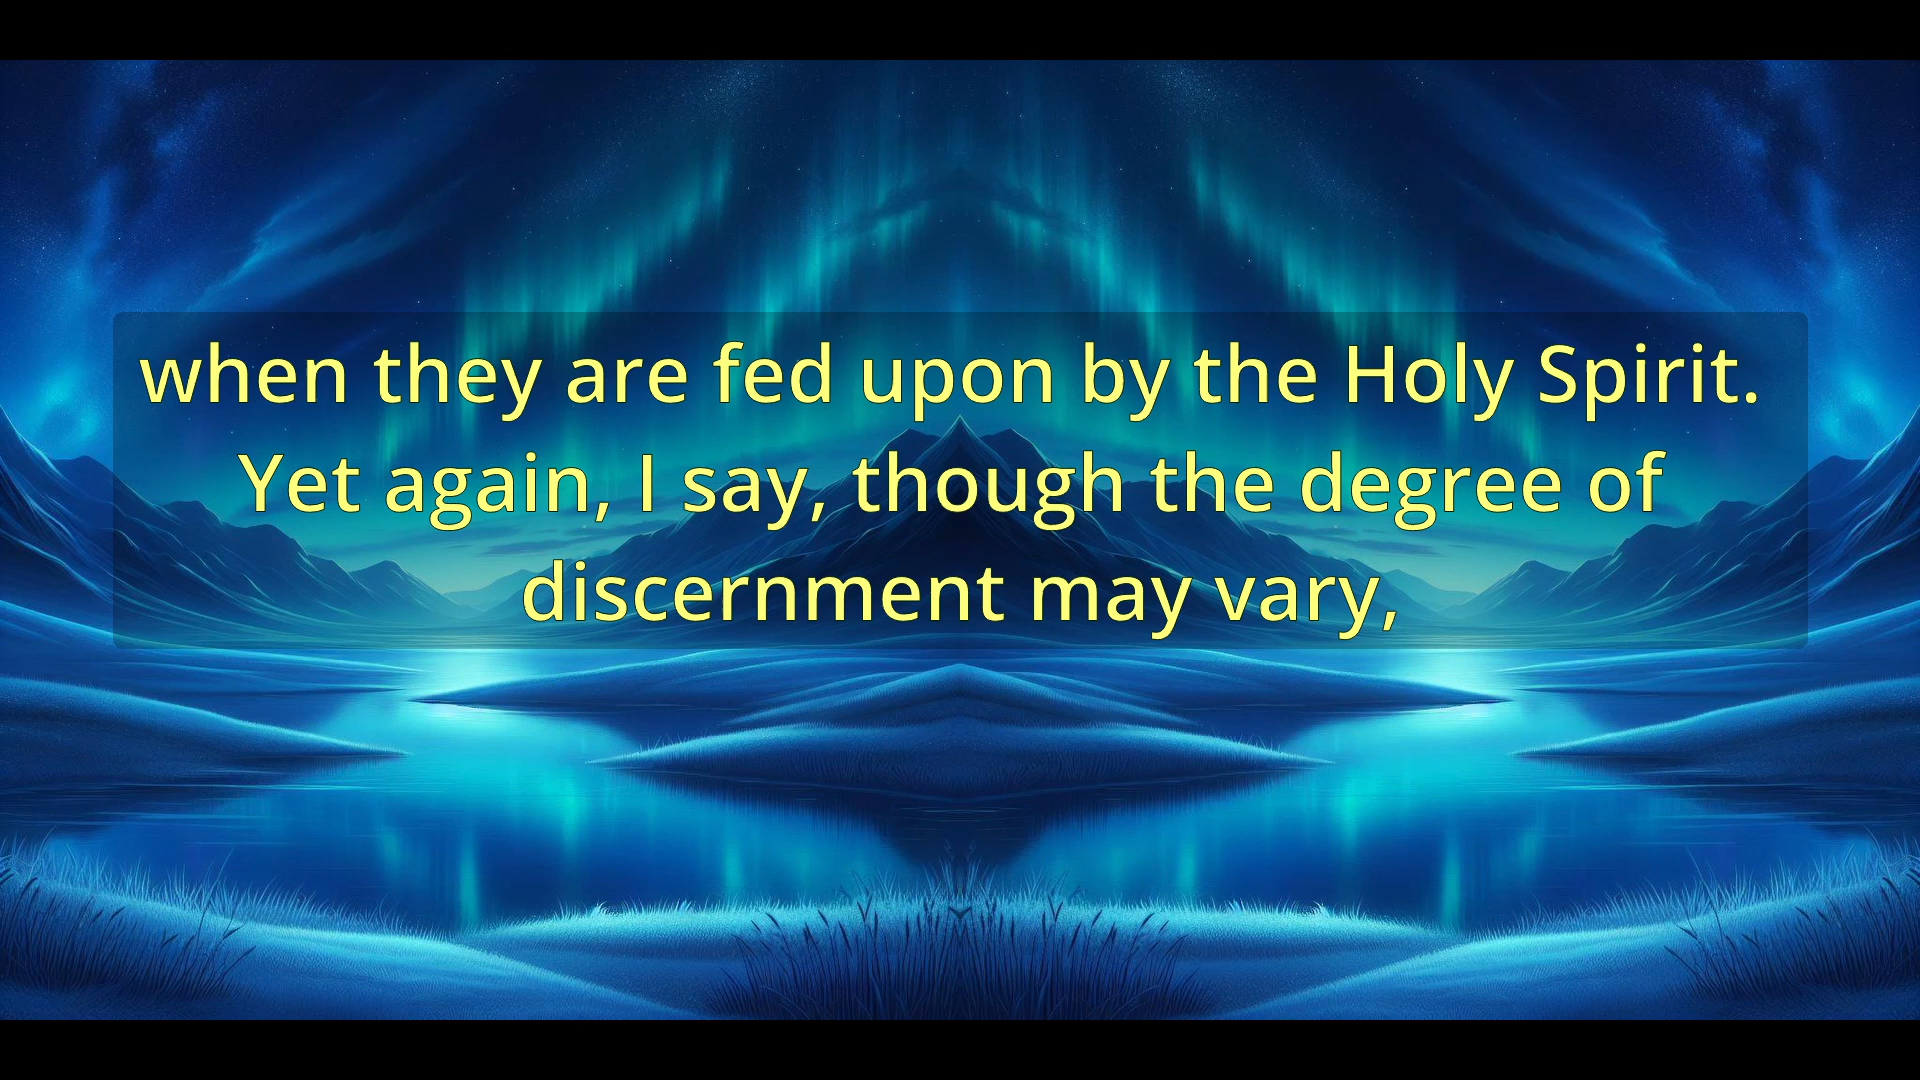 when they are fed upon by the Holy Spirit.
Yet again, I say, though the degree of
discernment may vary,